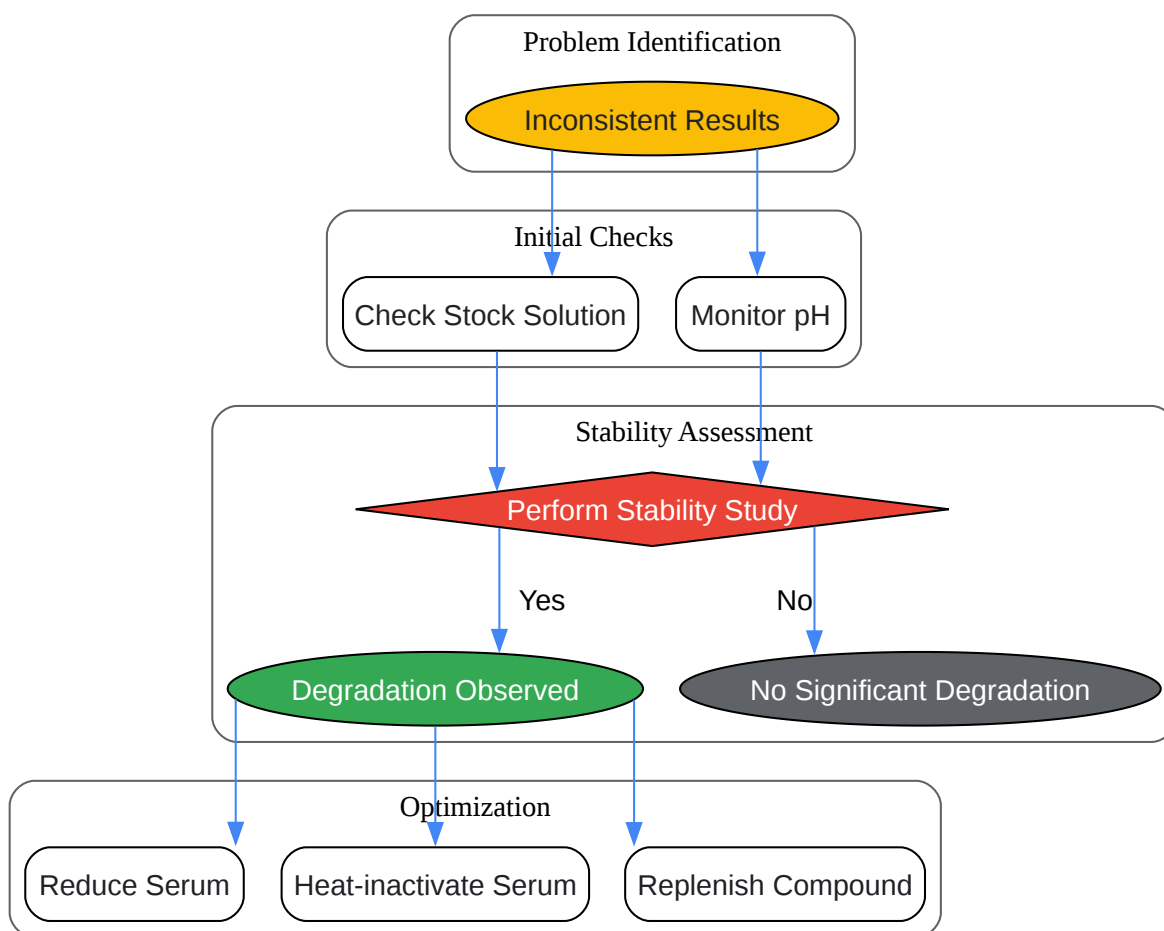 Problem Identification
Inconsistent Results
Initial Checks
Check Stock Solution
Monitor pH
Stability Assessment
Perform Stability Study
Yes
No
Degradation Observed
No Significant Degradation
Optimization
Reduce Serum
Heat-inactivate Serum
Replenish Compound